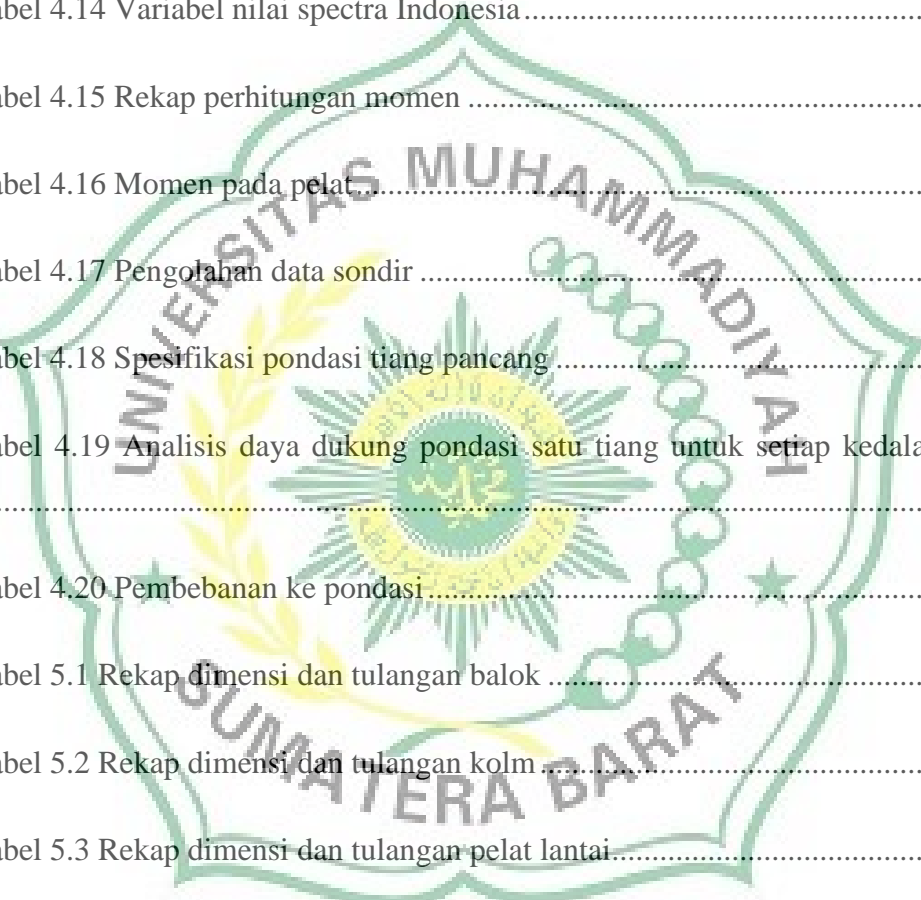 abel 4.14 Variabel nilai spectra Indonesia
abel 4.15 Rekap perhitungan momen
abel 4.16 Momen pada pelat
abel 4.17 Pengolahan data sondir
abel 4.18 Spesifikasi pondasi tiang pancang
abel 4.19 Analisis daya dukung pondasi satu tiang untuk setiap kedala
abel 4.20 Pembebanan ke pondasi
abel 5.1 Rekap dimensi dan tulangan balok
abel 5.2 Rekap dimensi dan tulangan kolm
abel 5.3 Rekap dimensi dan tulangan pelat lantai
UNIVERSITAS MUHAMMADIYAH
SUMATERA BARAT